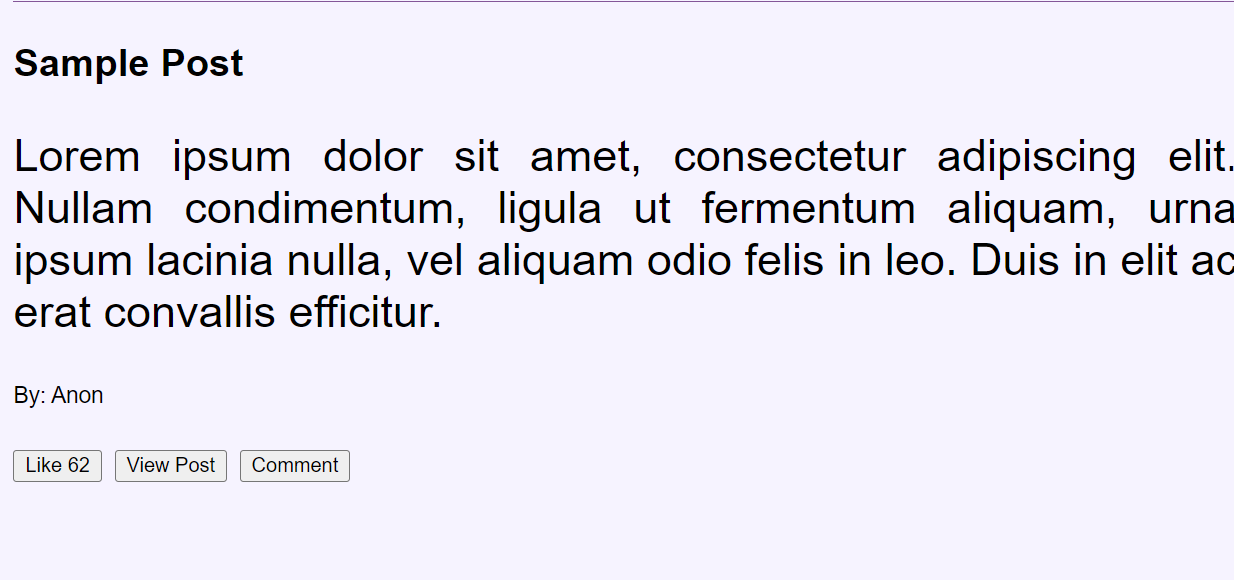 Sample Post
Lorem ipsum dolor sit amet, consectetur adipiscing elit.
Nullam condimentum, ligula ut fermentum aliquam, urna
ipsum lacinia nulla, vel aliquam odio felis in leo. Duis in elit ac
erat convallis efficitur.
By: Anon
Like 62 View Post Comment